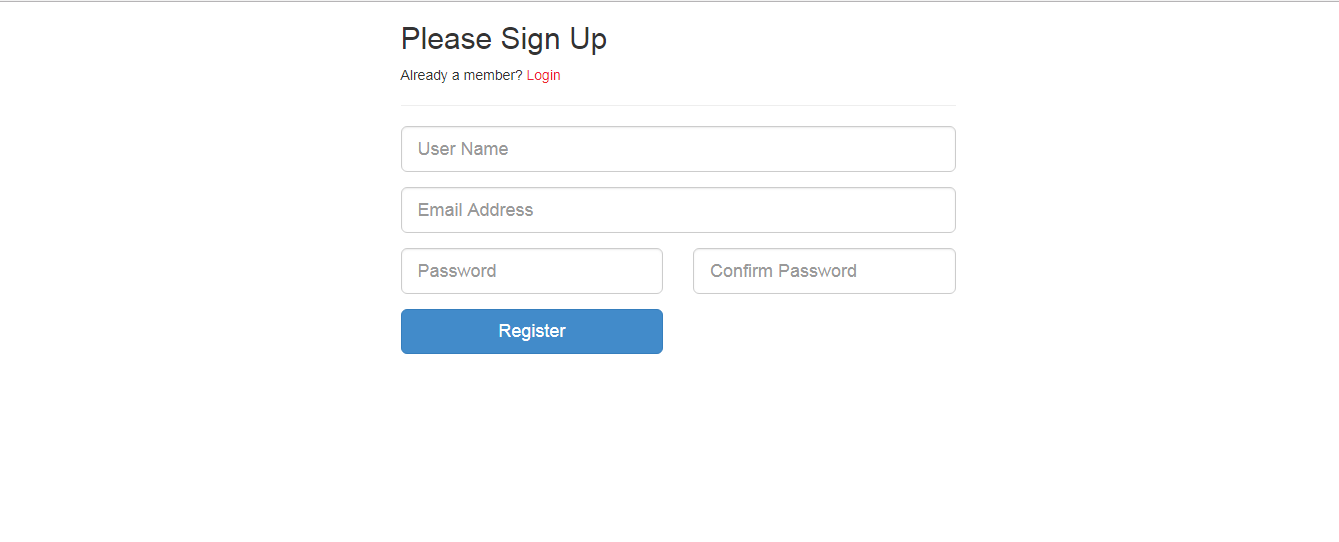 Please Sign Up
Already a member? Login
User Name
Email Address
Password Confirm Password
Register